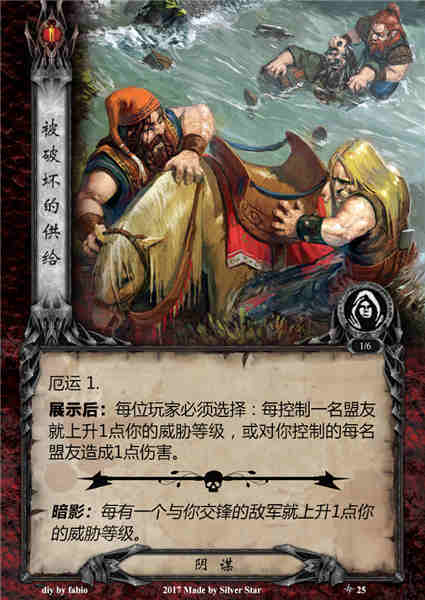 被破坏的供给
1/6
厄运 1.
展示后：每位玩家必须选择：每控制一名盟友
就上升1点你的威胁等级，或对你控制的每名
盟友造成1点伤害。
暗影：每有一个与你交锋的敌军就上升1点你
的威胁等级。
阴谋
diy by fabio 2017 Made by Silver Star 25